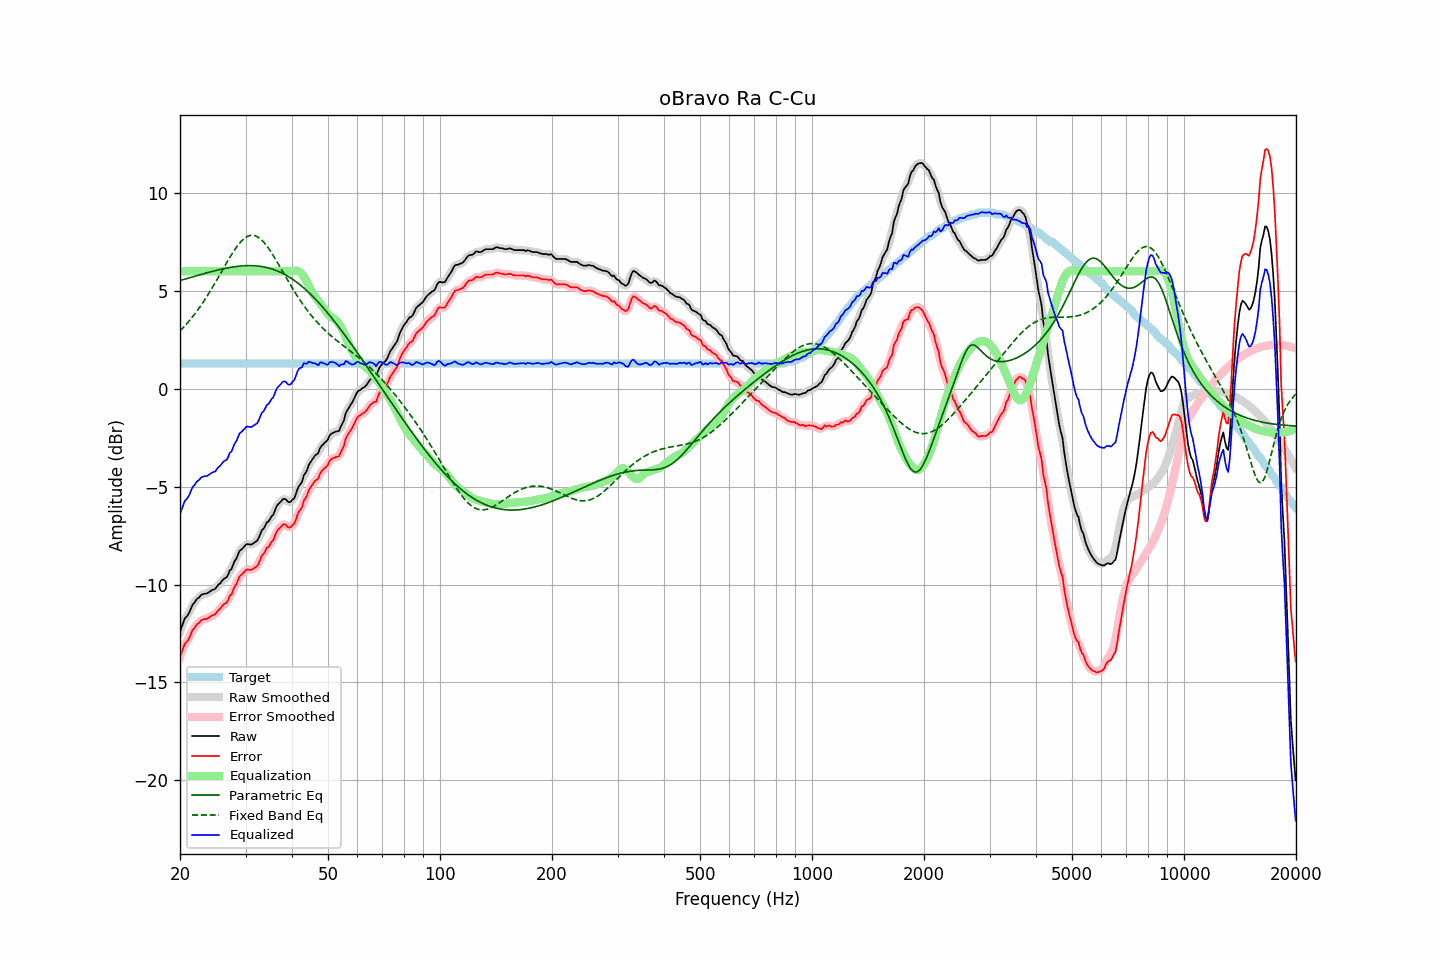 oBravo Ra C-Cu
Amplitude (dBr)
10
5
0
−5
−10
−15
−20
Target
Raw Smoothed
Error Smoothed
Raw
Error
Equalization
Parametric Eq
Fixed Band Eq
Equalized
20 50 100 200 500 1000 2000 5000 10000 20000
Frequency (Hz)